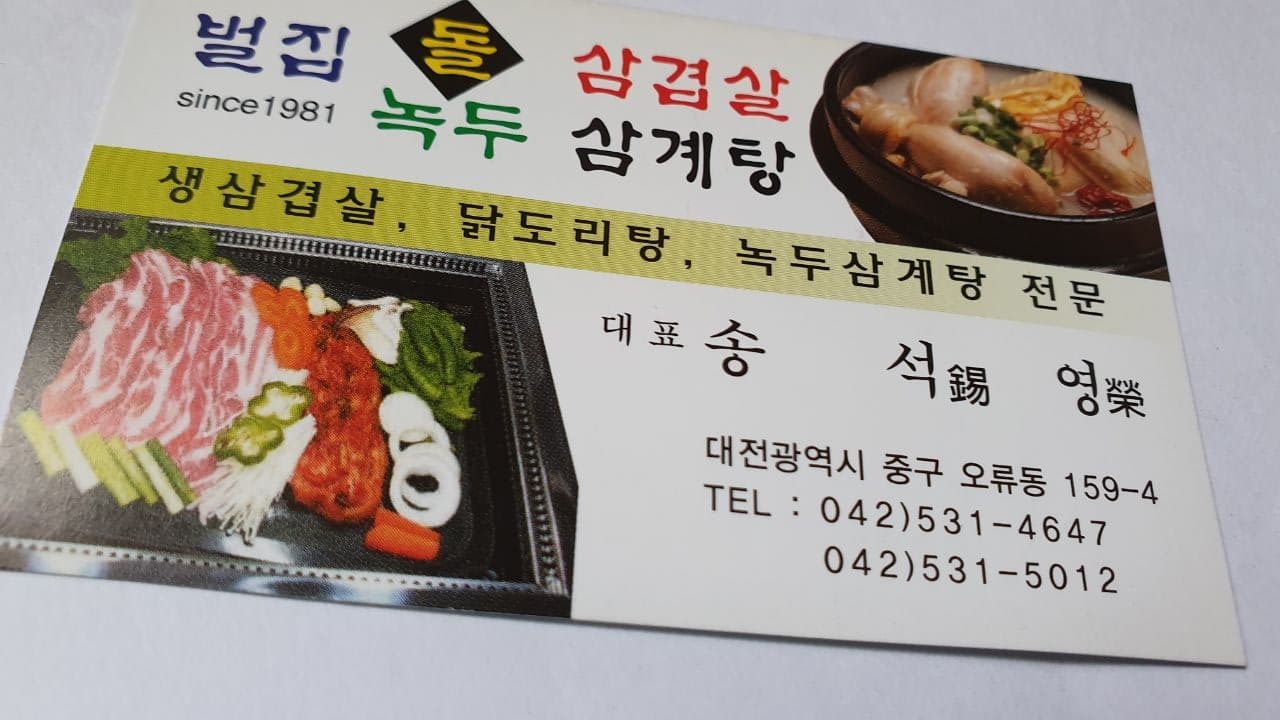 벌집 돌 삼겹살
since1981 녹두 삼계탕
생삼겹살, 닭도리탕, 녹두삼계탕 전문
대표 송 석錫 영榮
대전광역시 중구 오류동 159-4
TEL : 042)531-4647
042)531-5012